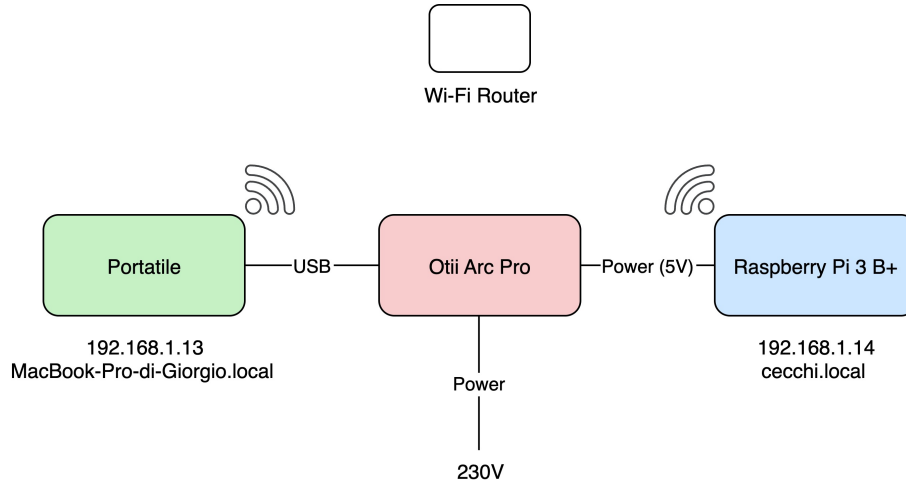 Wi-Fi Router
Portatile
USB
Otii Arc Pro
Power (5V)
Raspberry Pi 3 B+
192.168.1.13
MacBook-Pro-di-Giorgio.local
192.168.1.14
cecchi.local
Power
230V